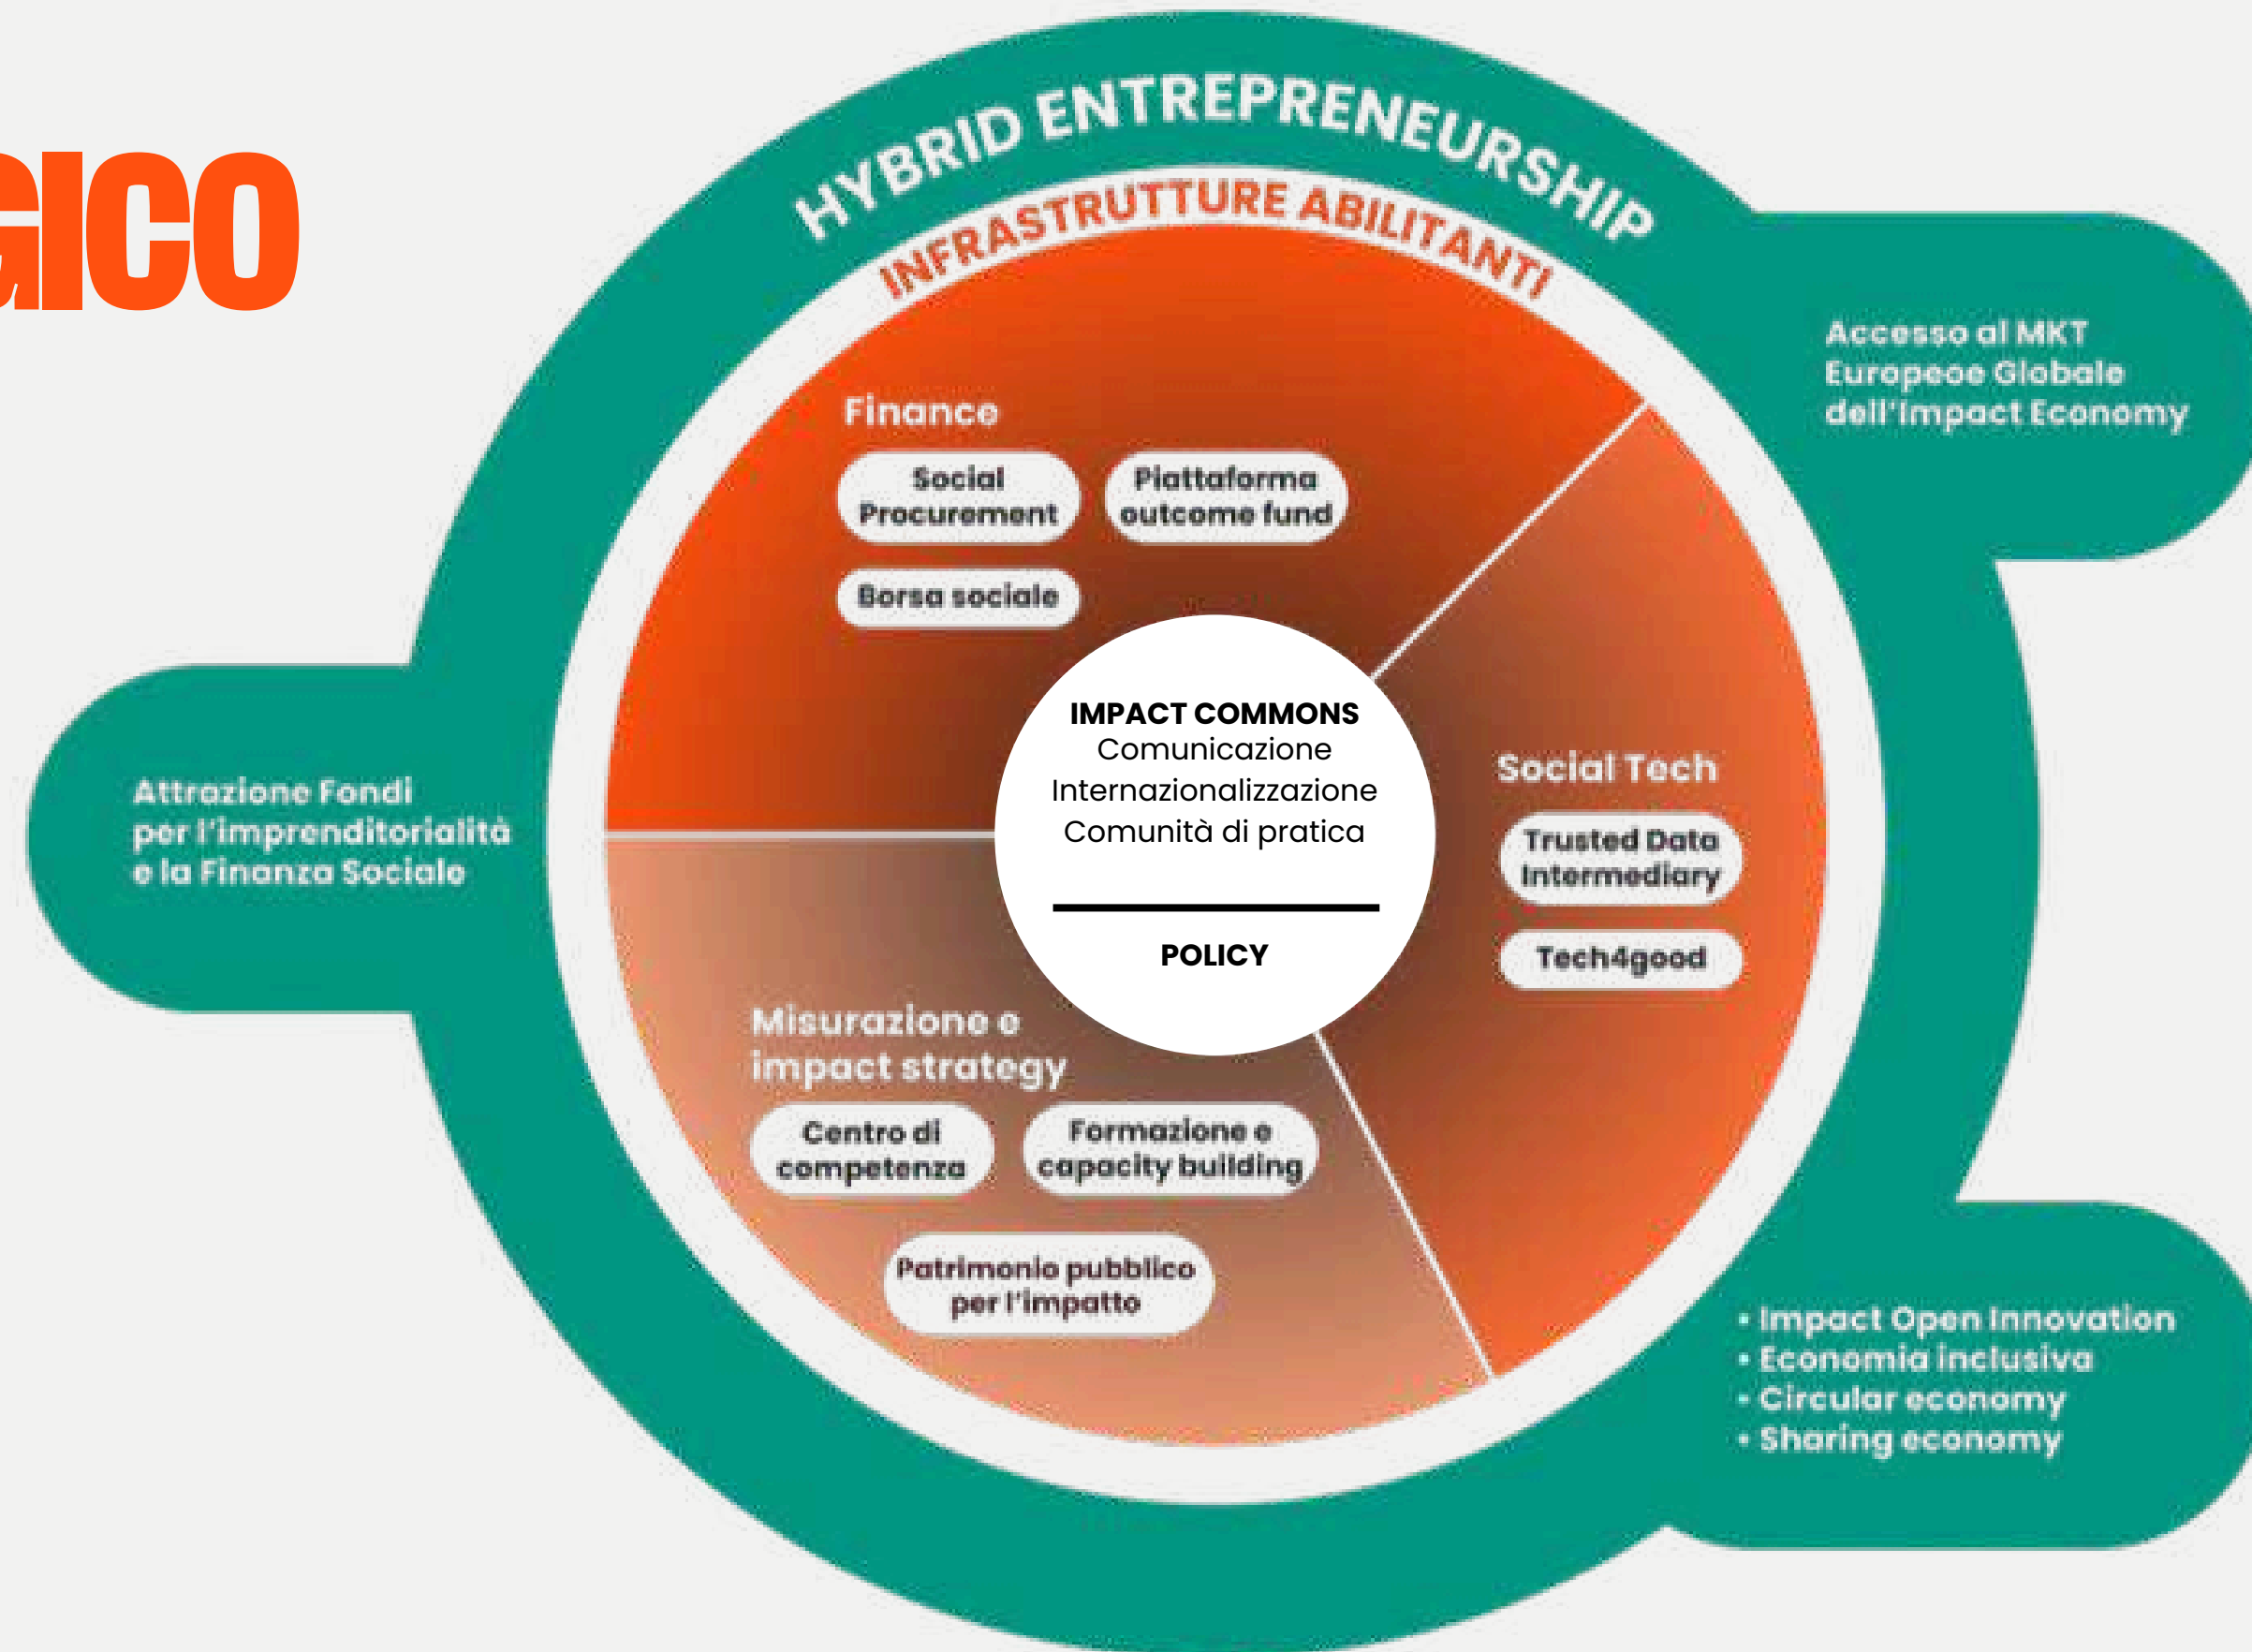 GICO
HYBRID ENTREPRENEURSHIP
INFRASTRUTTURE ABILITANTI
Finance
Social
Procurement
Piattaforma
outcome fund
Borsa sociale
Accesso al MKT
Europeoe Globale
dell'Impact Economy
IMPACT COMMONS
Comunicazione
Internazionalizzazione
Comunità di pratica
POLICY
Social Tech
Trusted Data
Intermediary
Tech4good
Attrazione Fondi
per l'imprenditorialità
e la Finanza Sociale
Misurazione e
impact strategy
Centro di
competenza
Formazione e
capacity building
Patrimonio pubblico
per l'impatto
• Impact Open Innovation
• Economia inclusiva
• Circular economy
• Sharing economy